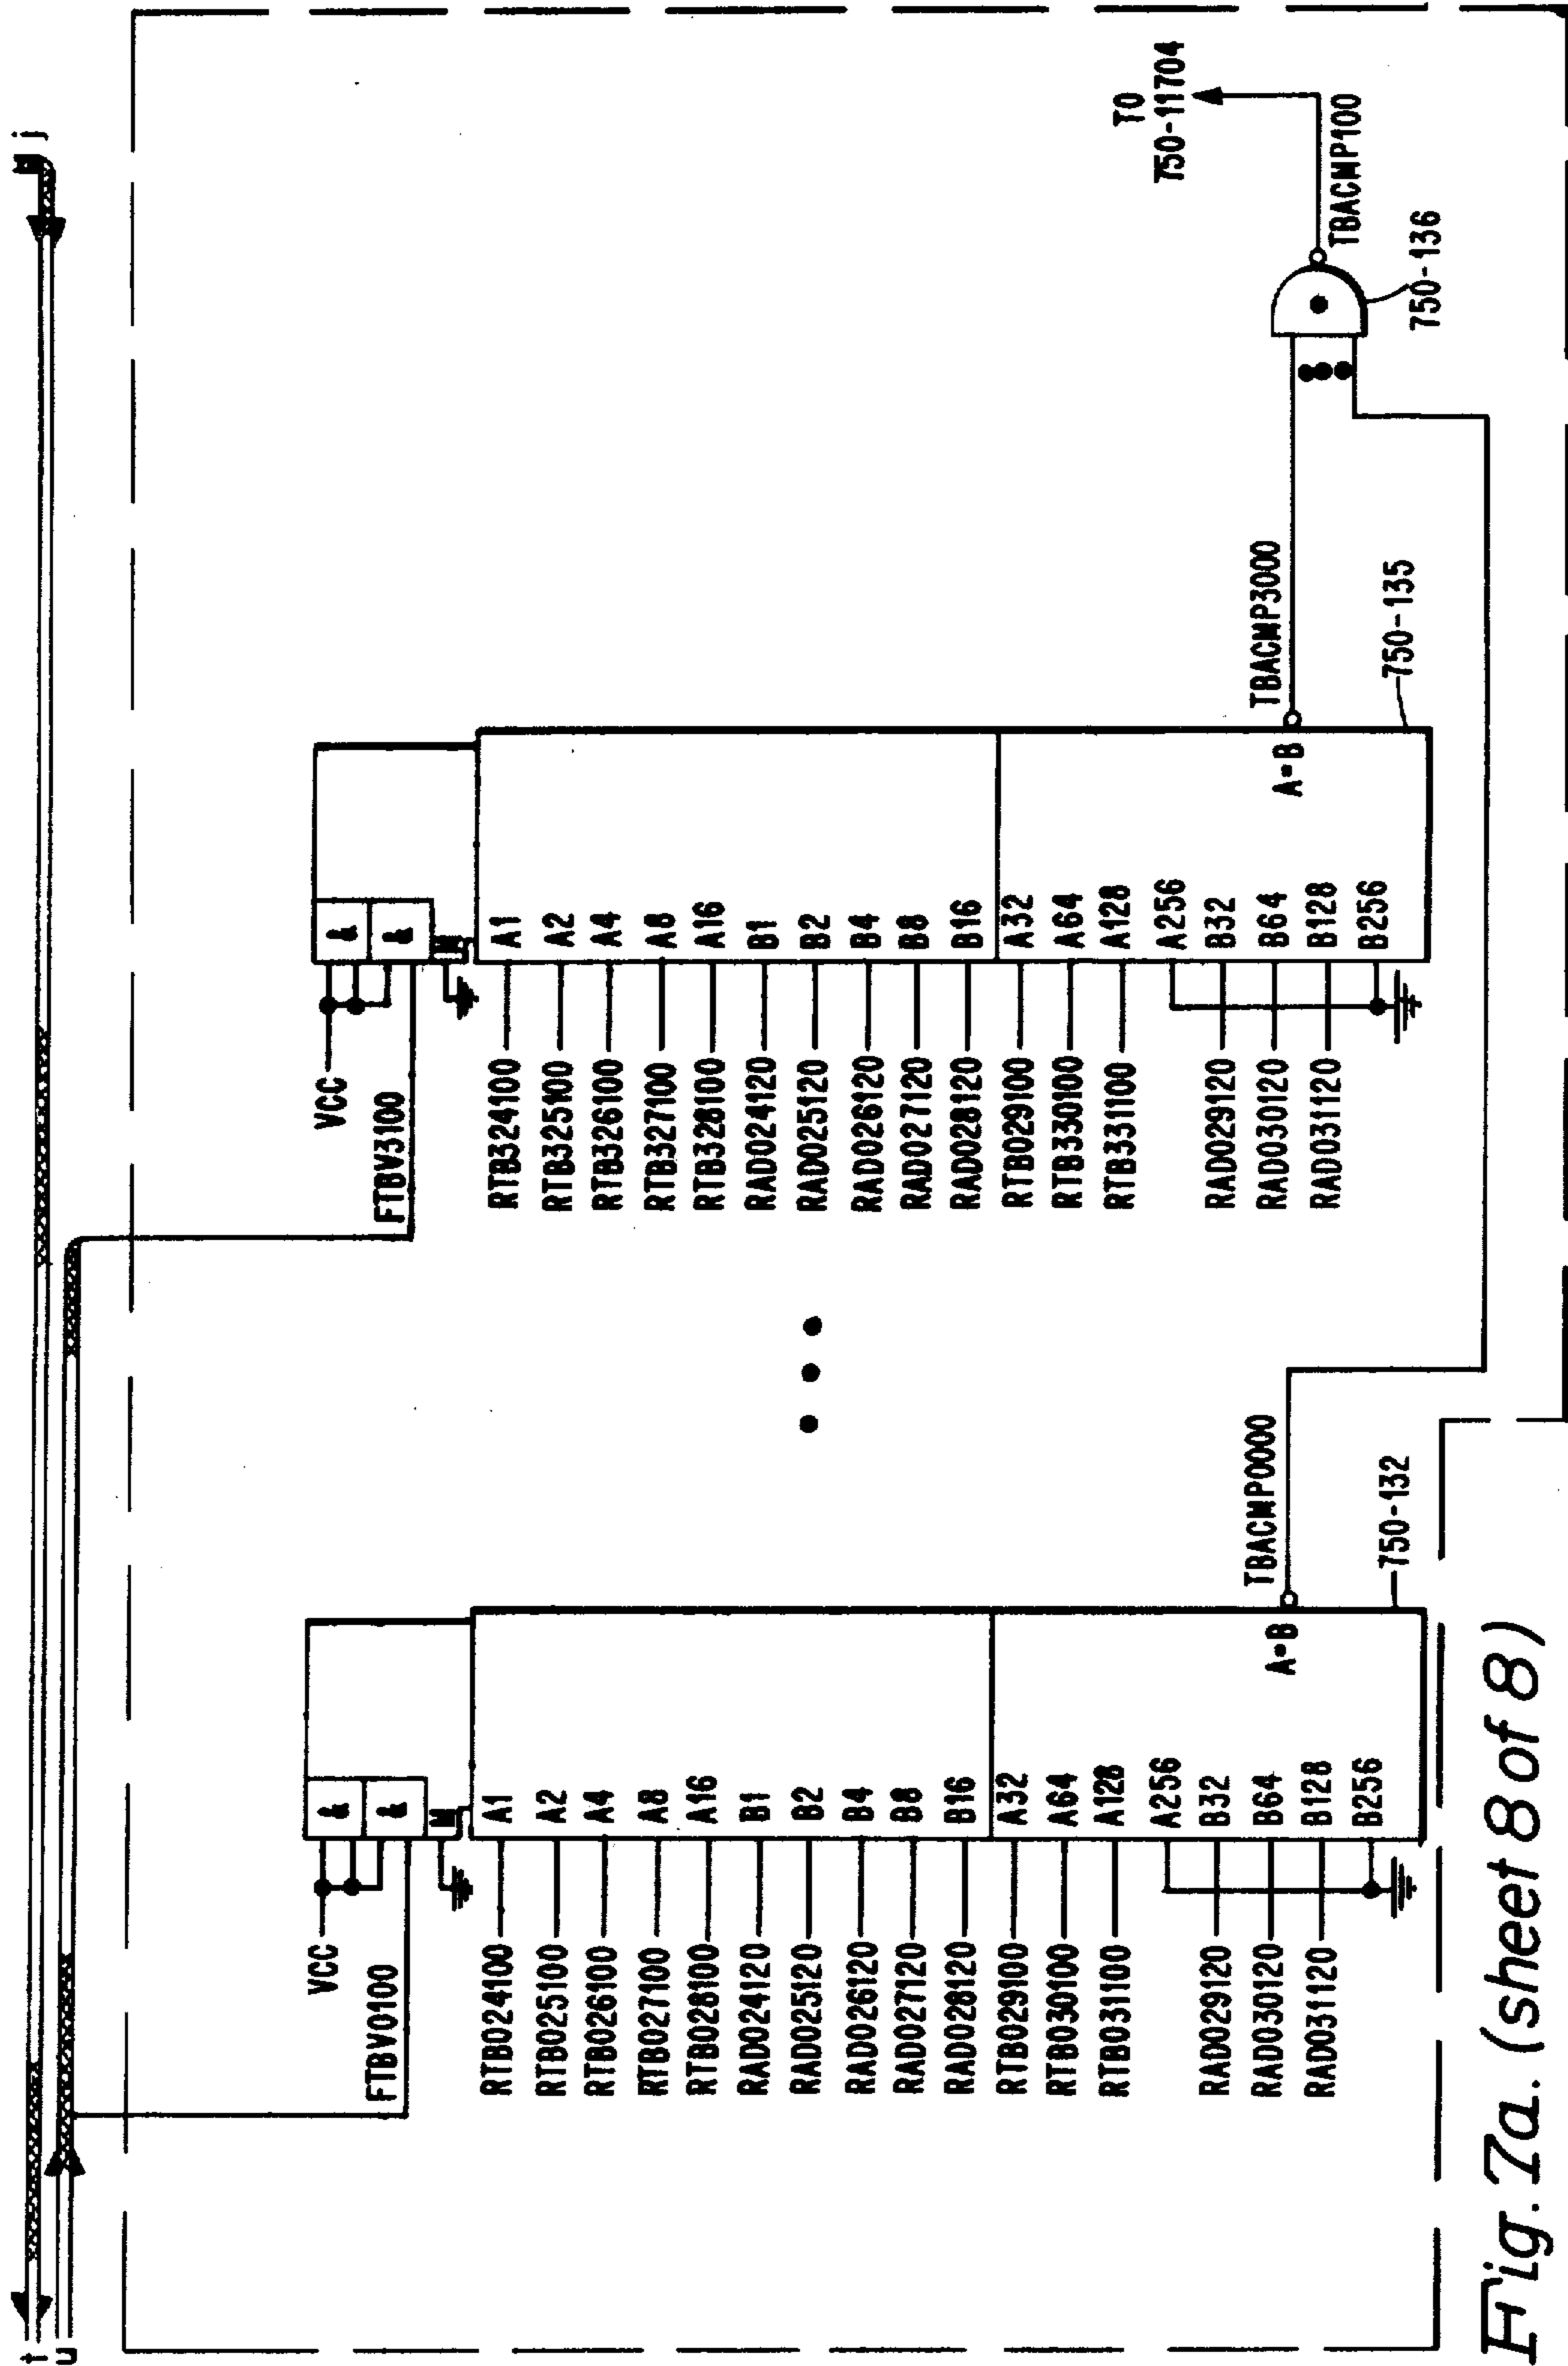 t
u
j
VCC
FTBV0100
&
&
M
RTB024100 A1
RTB025100 A2
RTB026100 A4
RTB027100 A8
RTB028100 A16
RAD024120 B1
RAD025120 B2
RAD026120 B4
RAD027120 B8
RAD028120 B16
RTB029100 A32
RTB030100 A64
RTB031100 A128
A256
RAD029120 B32
RAD030120 B64
RAD031120 B128
B256
A=B
TBACMP0000
750-132
VCC
FTBV3100
&
&
M
RTB324100 A1
RTB325100 A2
RTB326100 A4
RTB327100 A8
RTB328100 A16
RAD024120 B1
RAD025120 B2
RAD026120 B4
RAD027120 B8
RAD028120 B16
RTB029100 A32
RTB330100 A64
RTB331100 A128
A256
RAD029120 B32
RAD030120 B64
RAD031120 B128
B256
A=B
TBACMP3000
750-135
TO
750-11704
TBACMP100
750-136
Fig. 7a. (sheet 8 of 8)